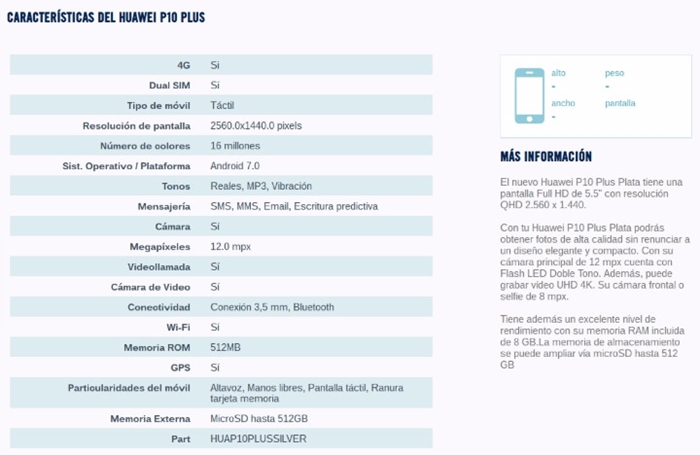 CARACTERÍSTICAS DEL HUAWEI P10 PLUS
4G Sí
Dual SIM Sí
Tipo de móvil Táctil
Resolución de pantalla 2560.0x1440.0 pixels
Número de colores 16 millones
Sist. Operativo / Plataforma Android 7.0
Tonos Reales, MP3, Vibración
Mensajería SMS, MMS, Email, Escritura predictiva
Cámara Sí
Megapíxeles 12.0 mpx
Videollamada Sí
Cámara de Video Sí
Conectividad Conexión 3,5 mm, Bluetooth
Wi-Fi Sí
Memoria ROM 512MB
GPS Sí
Particularidades del móvil Altavoz, Manos libres, Pantalla táctil, Ranura
tarjeta memoria
Memoria Externa MicroSD hasta 512GB
Part HUAP10PLUSSILVER
alto peso
- -
ancho pantalla
-
MÁS INFORMACIÓN
El nuevo Huawei P10 Plus Plata tiene una
pantalla Full HD de 5.5" con resolución
QHD 2.560 x 1.440.
Con tu Huawei P10 Plus Plata podrás
obtener fotos de alta calidad sin renunciar a
un diseño elegante y compacto. Con su
cámara principal de 12 mpx cuenta con
Flash LED Doble Tono. Además, puede
grabar vídeo UHD 4K. Su cámara frontal o
selfie de 8 mpx.
Tiene además un excelente nivel de
rendimiento con su memoria RAM incluida
de 8 GB.La memoria de almacenamiento
se puede ampliar vía microSD hasta 512
GB